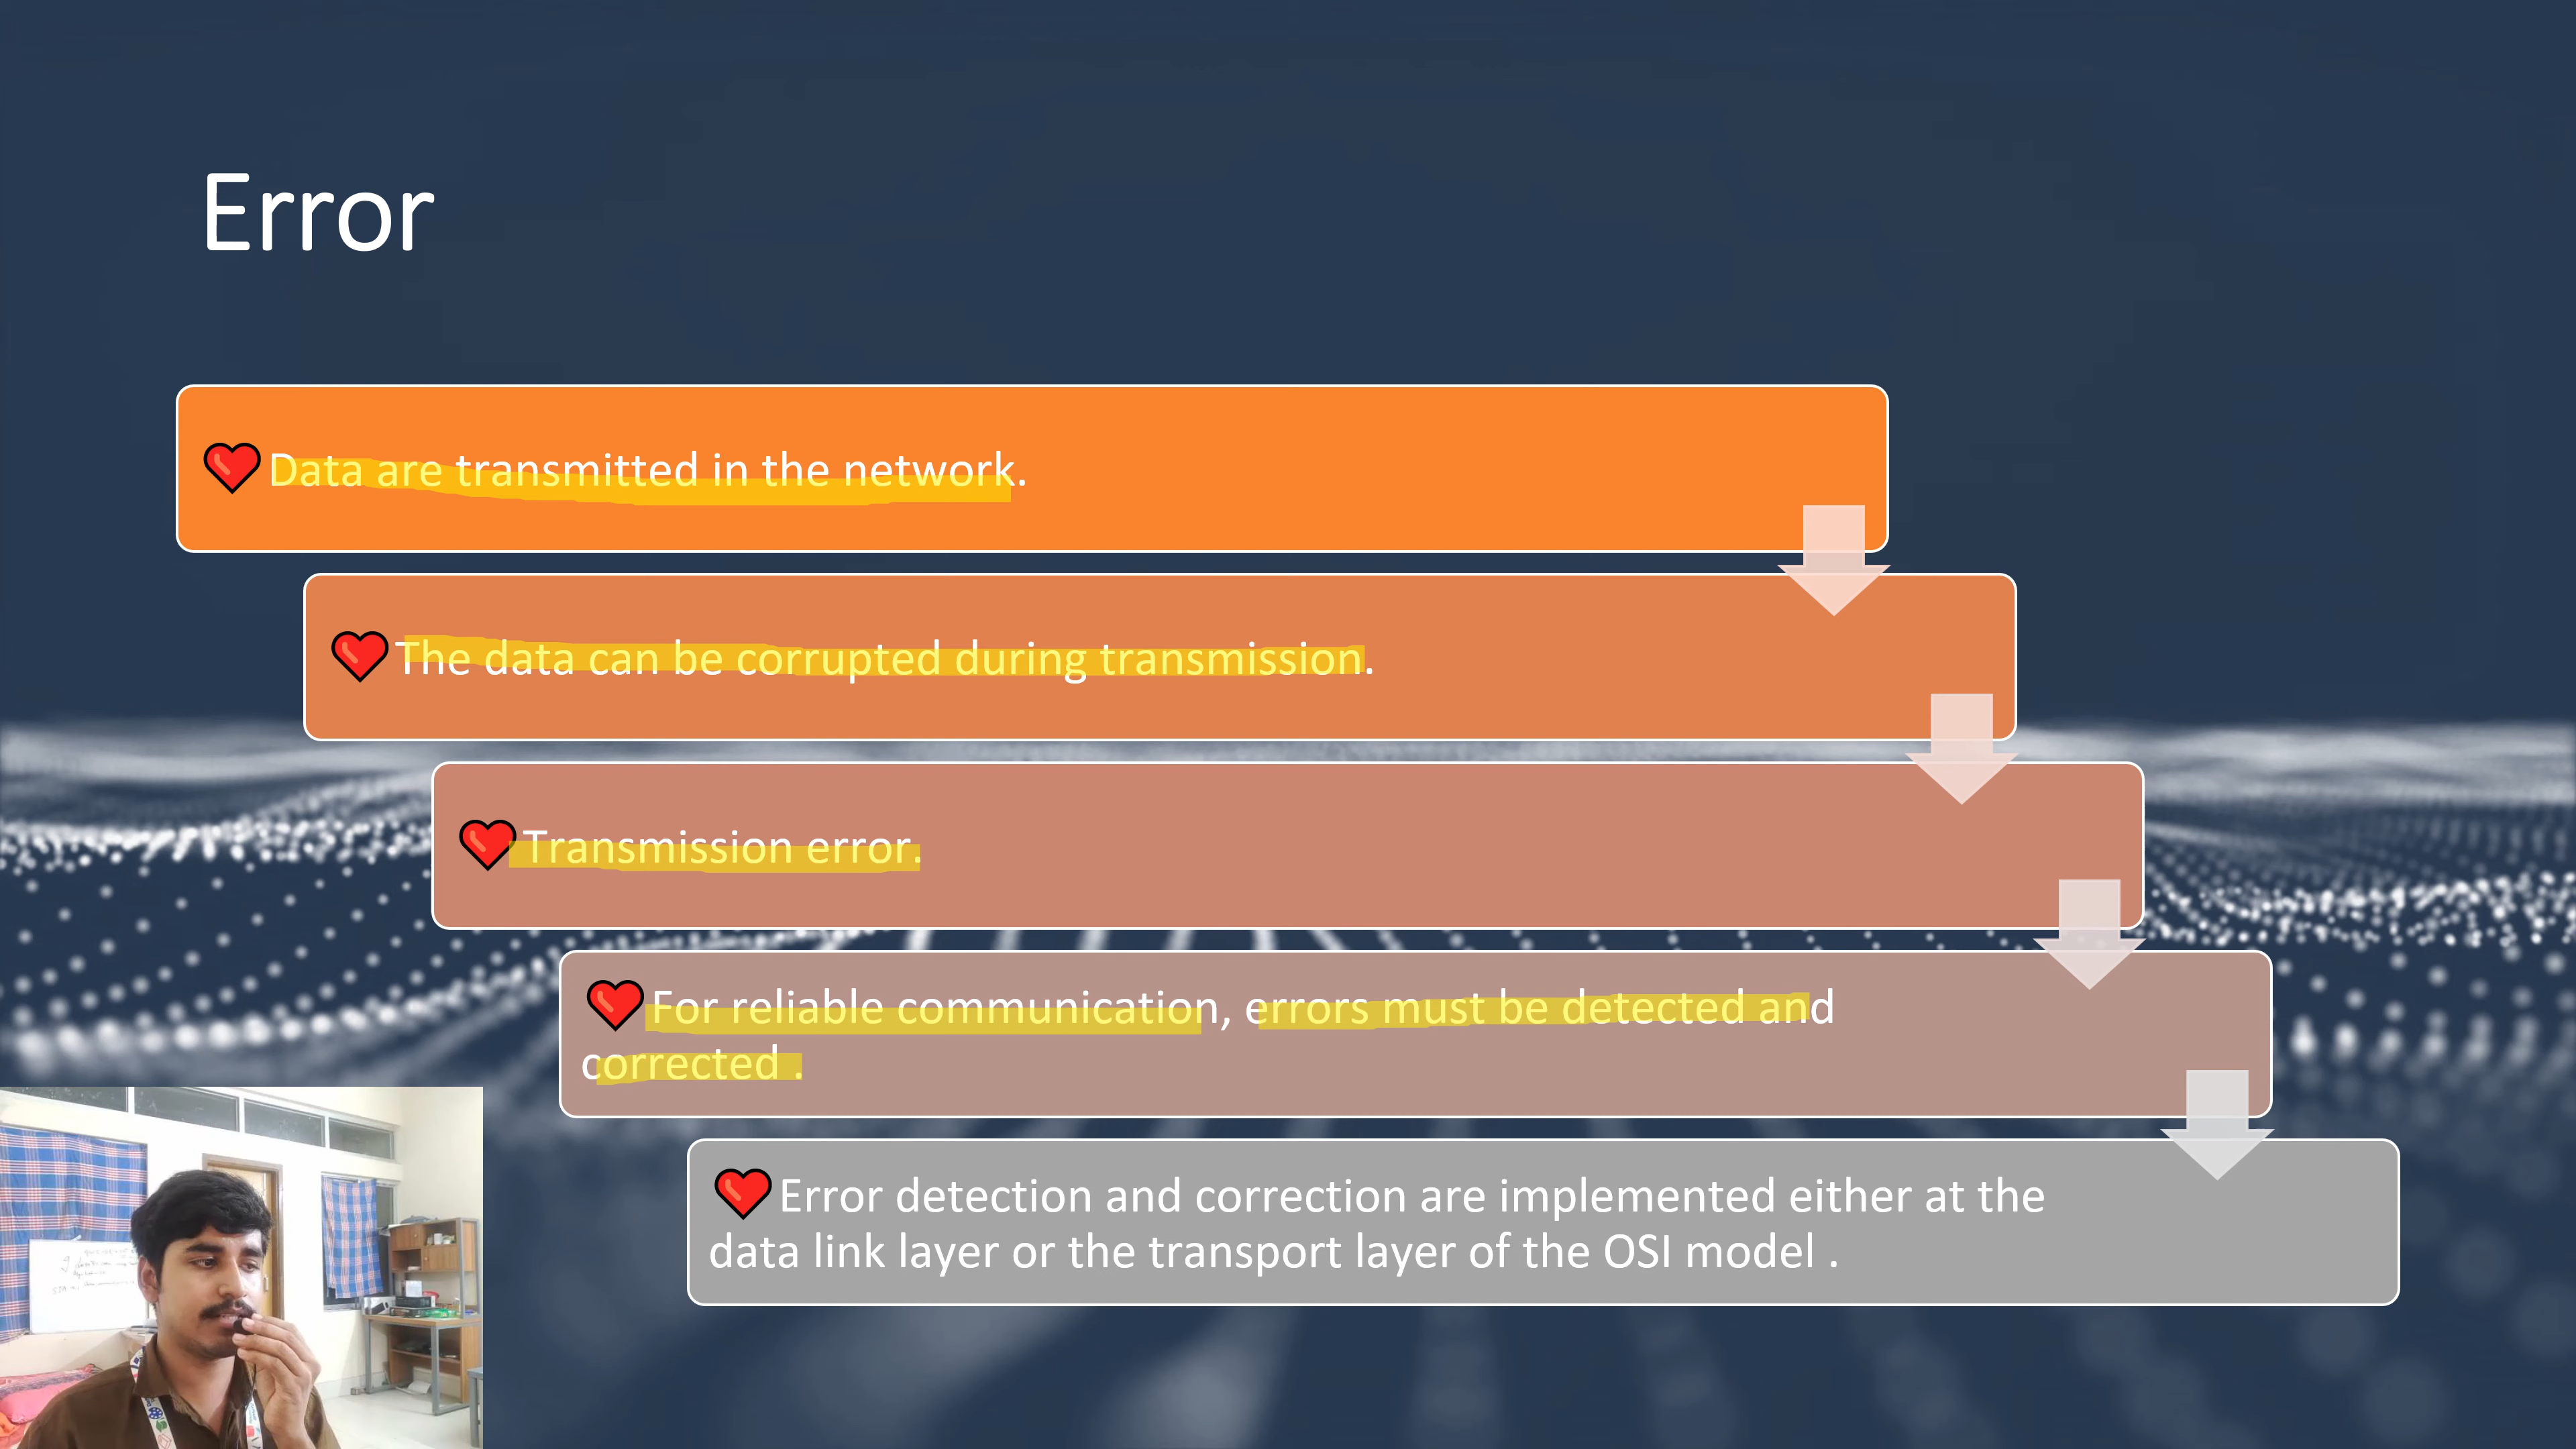 Error
Data are transmitted in the network.
The data can be corrupted during transmission.
Transmission error.
For reliable communication, errors must be detected and
corrected .
Error detection and correction are implemented either at the
data link layer or the transport layer of the OSI model .